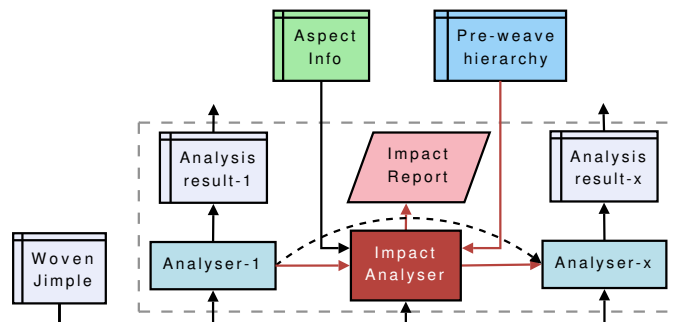 Aspect
Info
Pre-weave
hierarchy
Analysis
result-1
Impact
Report
Analysis
result-x
Woven
Jimple
Analyser-1
Impact
Analyser
Analyser-x